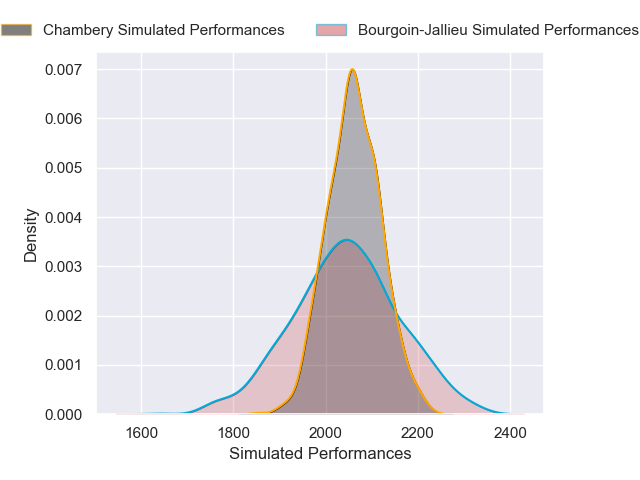 Chambery Simulated Performances
Bourgoin-Jallieu Simulated Performances
0.007
0.006
0.005
0.004
0.003
0.002
0.001
0.000
Density
1600 1800 2000 2200 2400
Simulated Performances